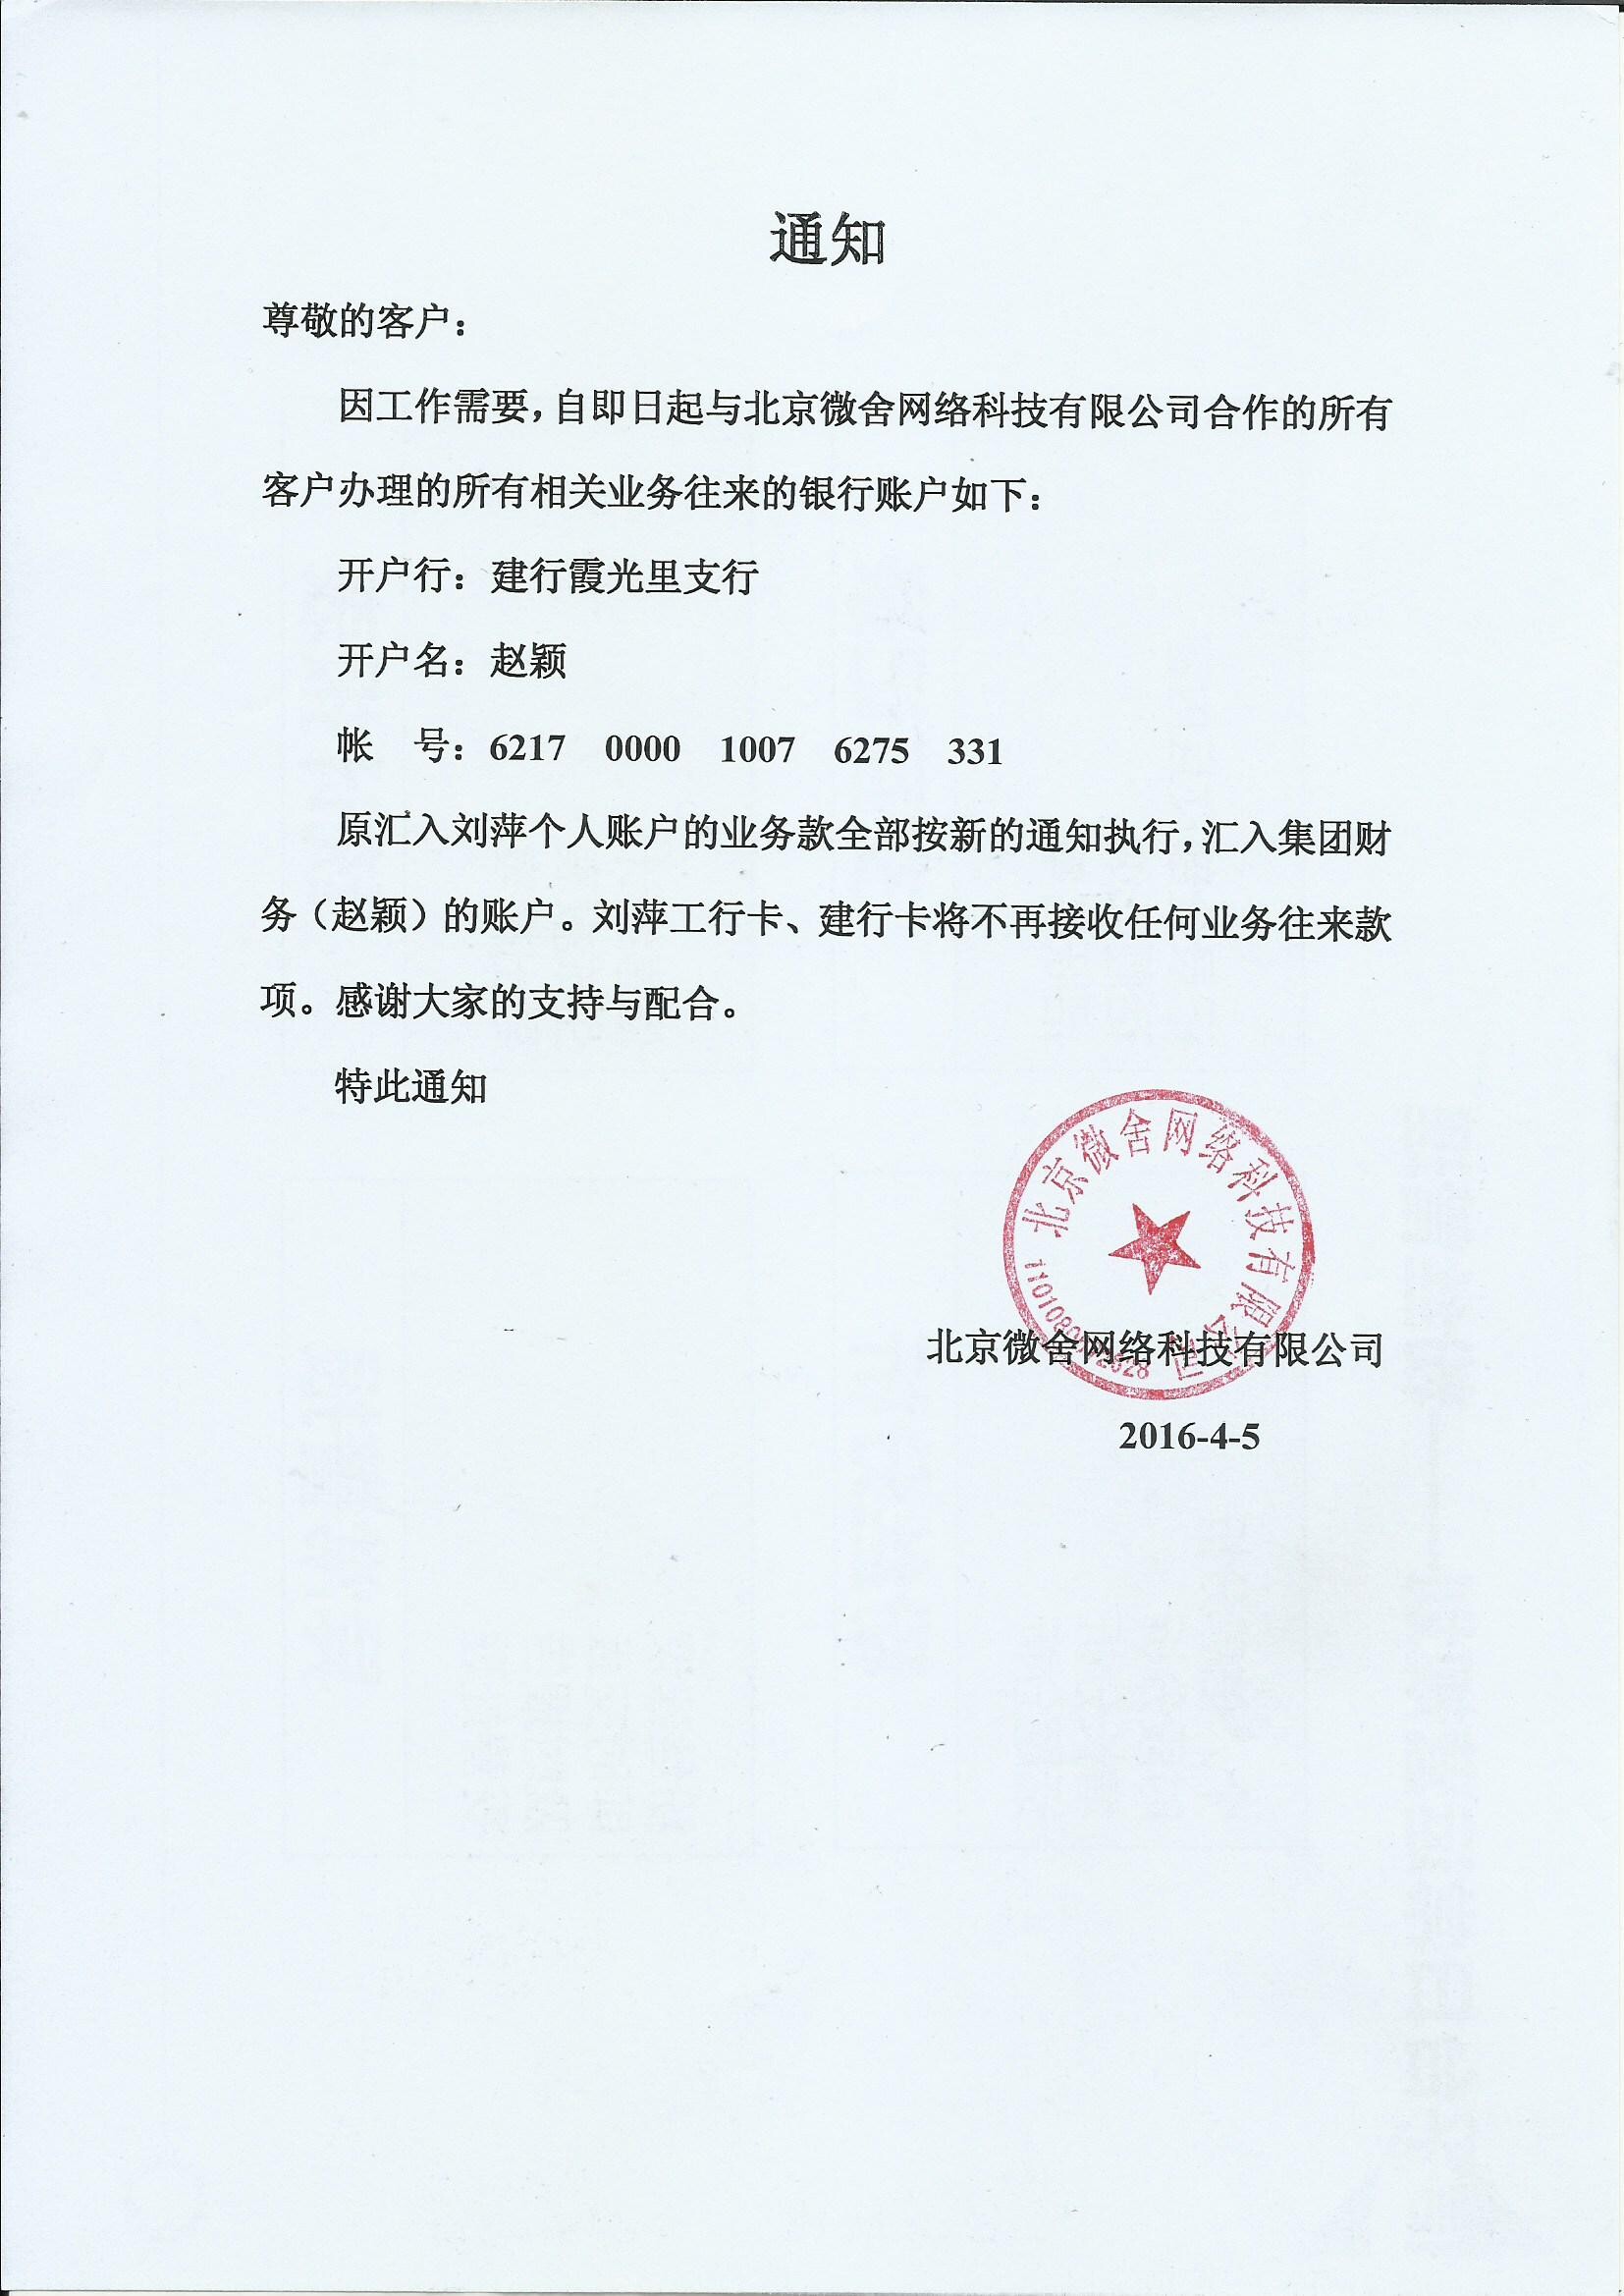 通知
尊敬的客户：
因工作需要，自即日起与北京微舍网络科技有限公司合作的所有
客户办理的所有相关业务往来的银行账户如下：
开户行：建行霞光里支行
开户名：赵颖
帐 号：6217 0000 1007 6275 331
原汇入刘萍个人账户的业务款全部按新的通知执行，汇入集团财
务（赵颖）的账户。刘萍工行卡、建行卡将不再接收任何业务往来款
项。感谢大家的支持与配合。
特此通知
北京微舍网络科技有限公司
北京微舍网络科技有限公司
2016-4-5